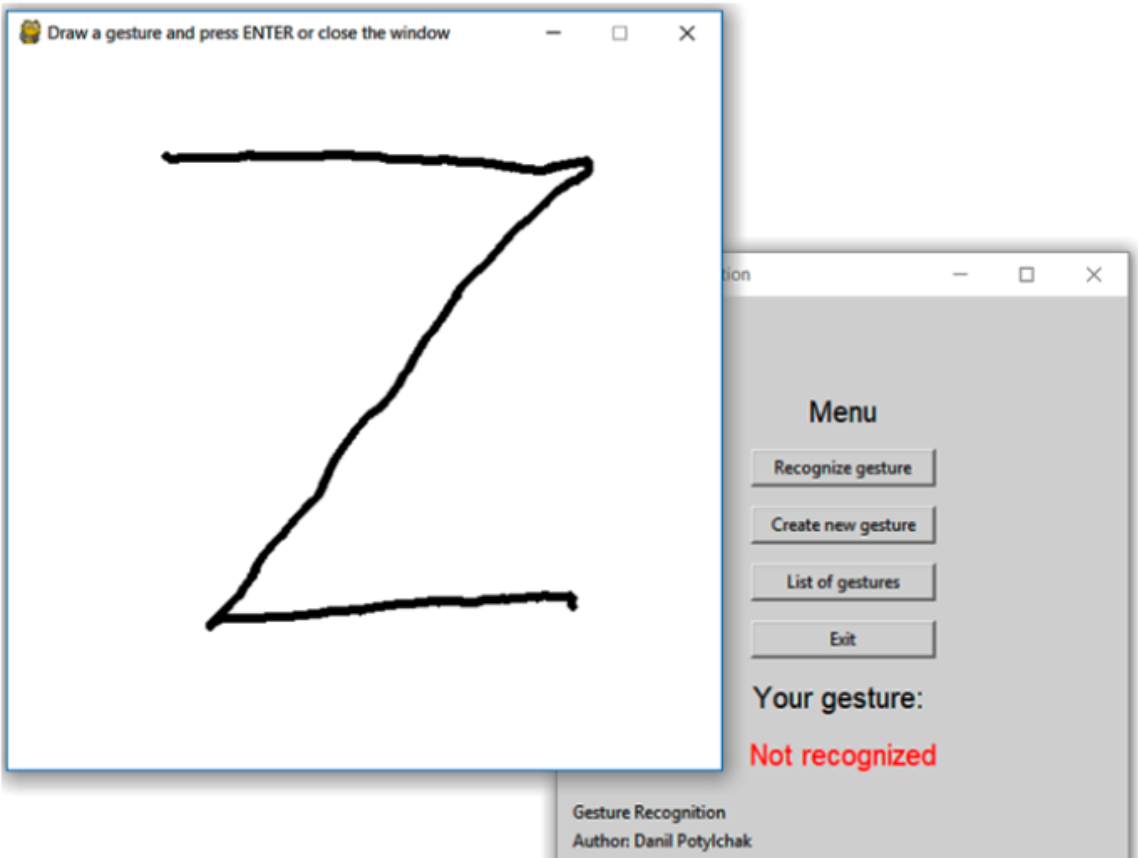 Draw a gesture and press ENTER or close the window
Z
tion
Menu
Recognize gesture
Create new gesture
List of gestures
Exit
Your gesture:
Not recognized
Gesture Recognition
Author: Danil Potylchak